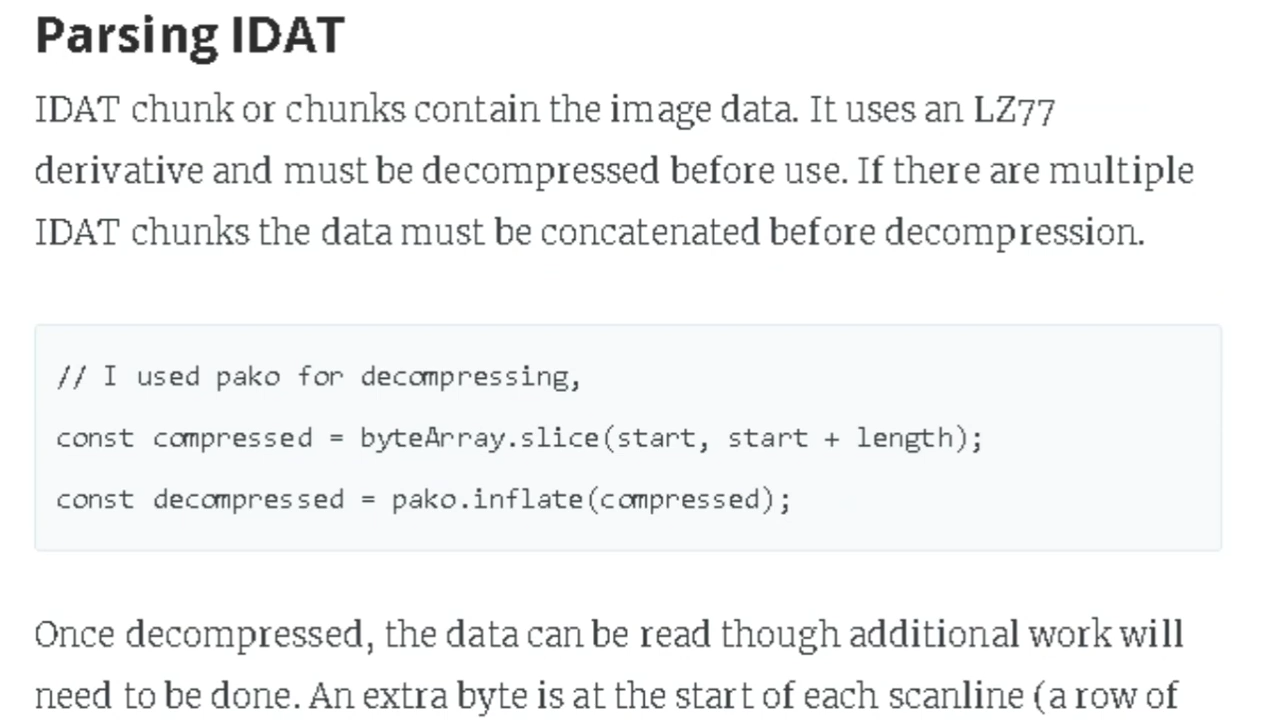 Parsing IDAT
IDAT chunk or chunks contain the image data. It uses an LZ77
derivative and must be decompressed before use. If there are multiple
IDAT chunks the data must be concatenated before decompression.
// I used pako for decompressing,
const compressed = byteArray.slice(start, start + length);
const decompressed = pako.inflate(compressed);
Once decompressed, the data can be read though additional work will
need to be done. An extra byte is at the start of each scanline (a row of